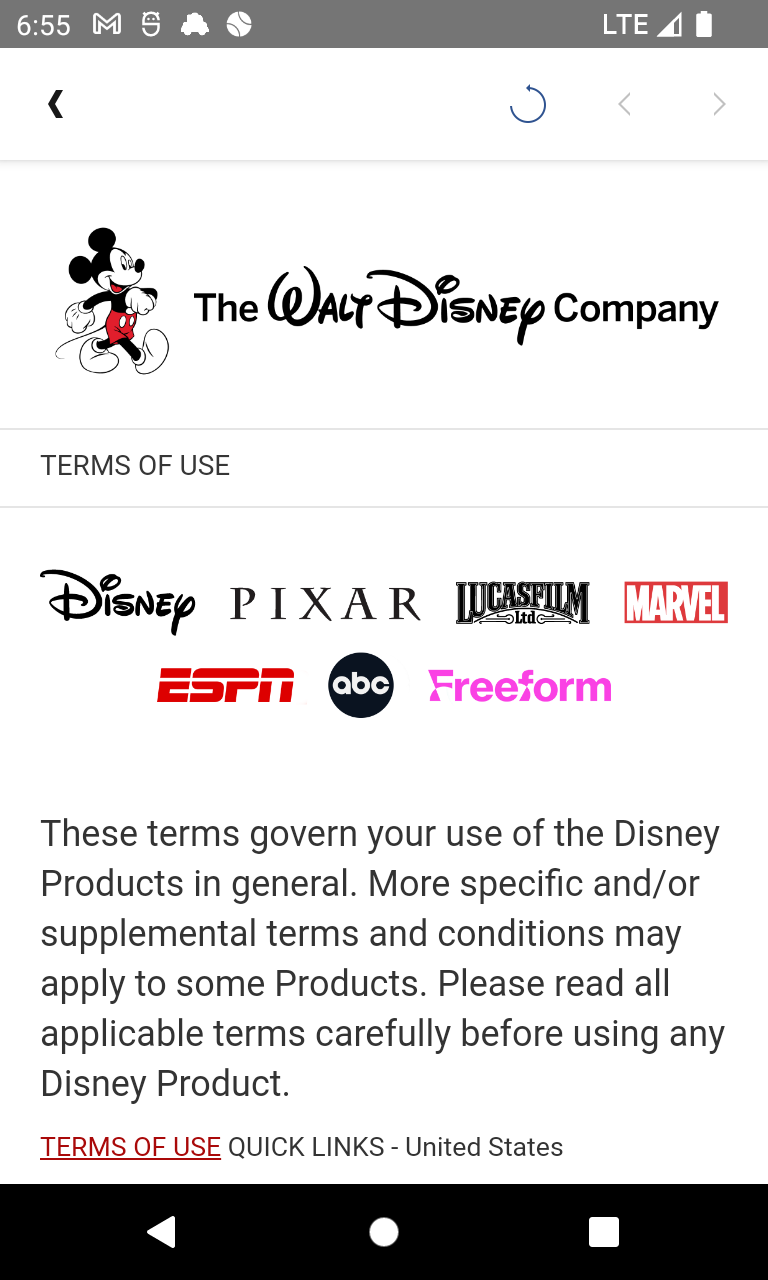 6:55 LTE
The Walt Disney Company
TERMS OF USE
Disney PIXAR LUCASFILM Ltd MARVEL
ESPN abc Freeform
These terms govern your use of the Disney
Products in general. More specific and/or
supplemental terms and conditions may
apply to some Products. Please read all
applicable terms carefully before using any
Disney Product.
TERMS OF USE QUICK LINKS - United States